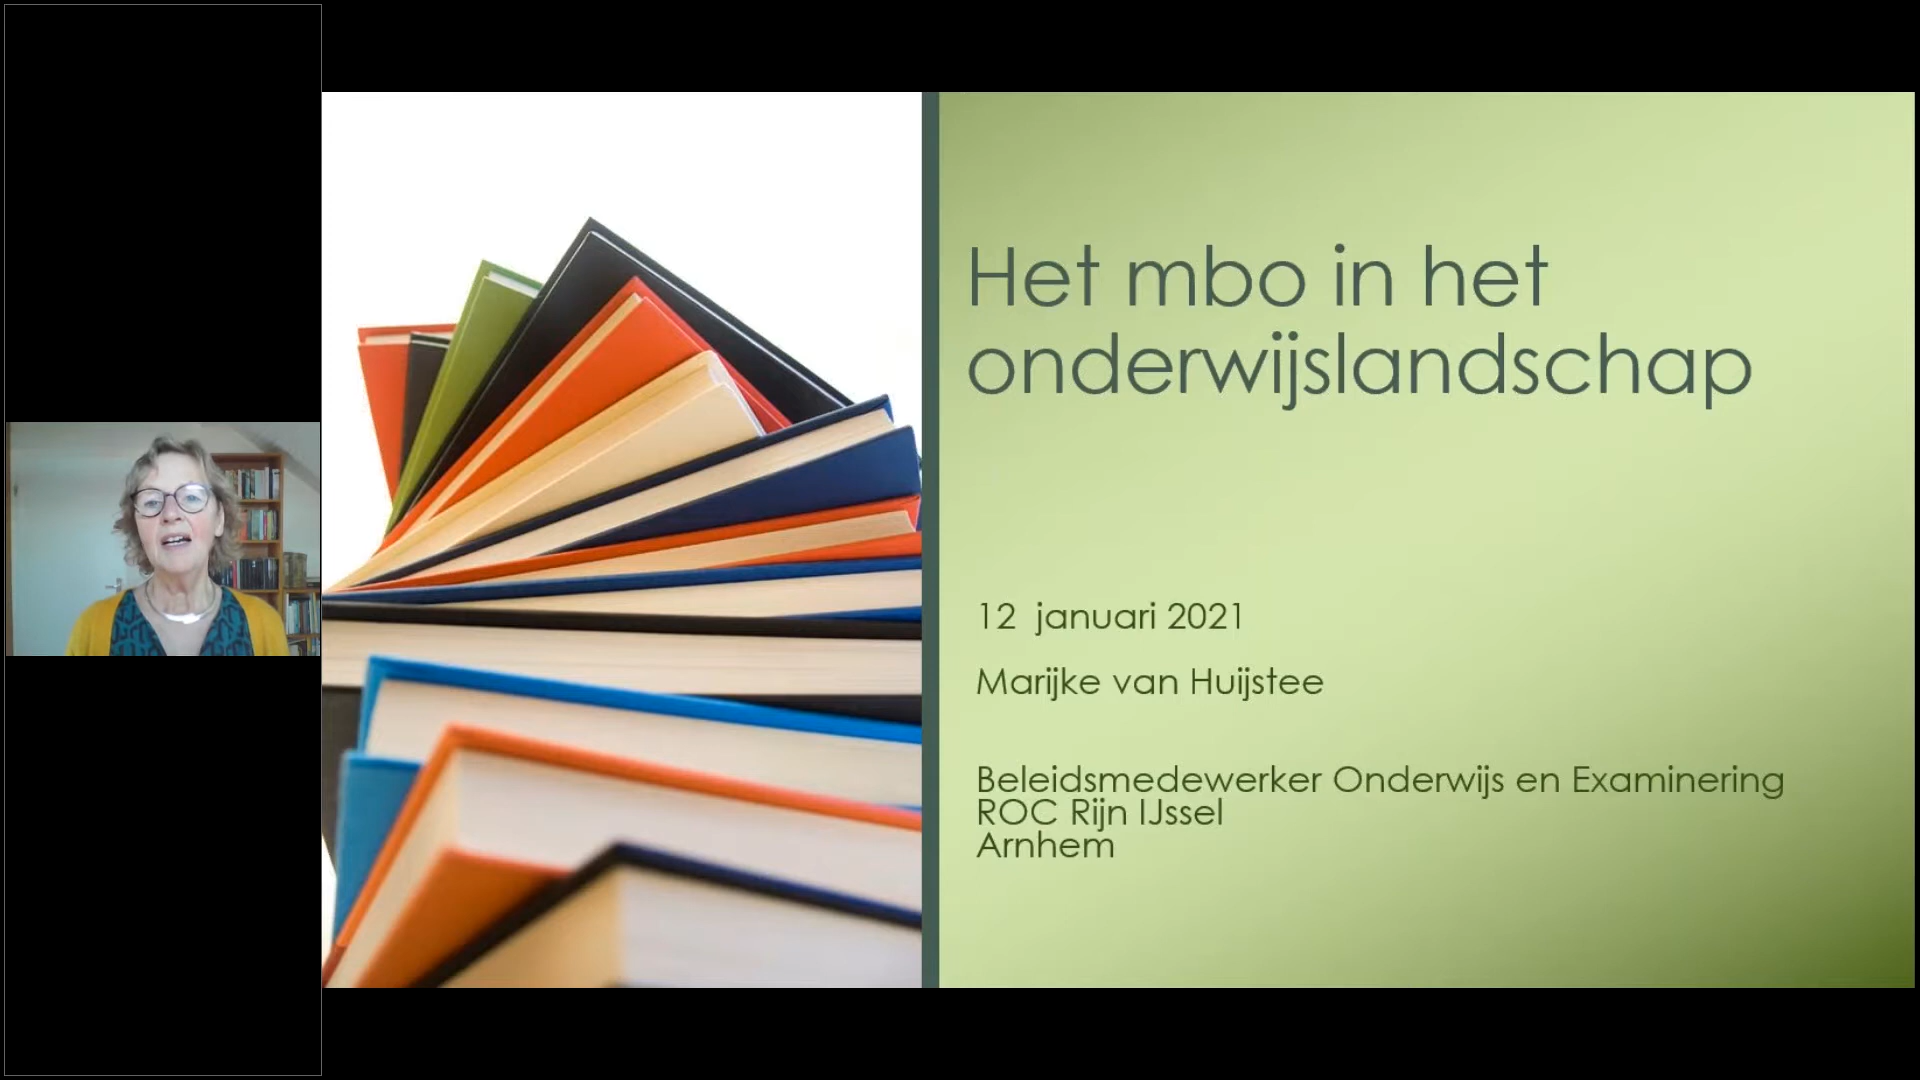 Het mbo in het
onderwijslandschap
12 januari 2021
Marijke van Huijstee
Beleidsmedewerker Onderwijs en Examinering
ROC Rijn IJssel
Arnhem